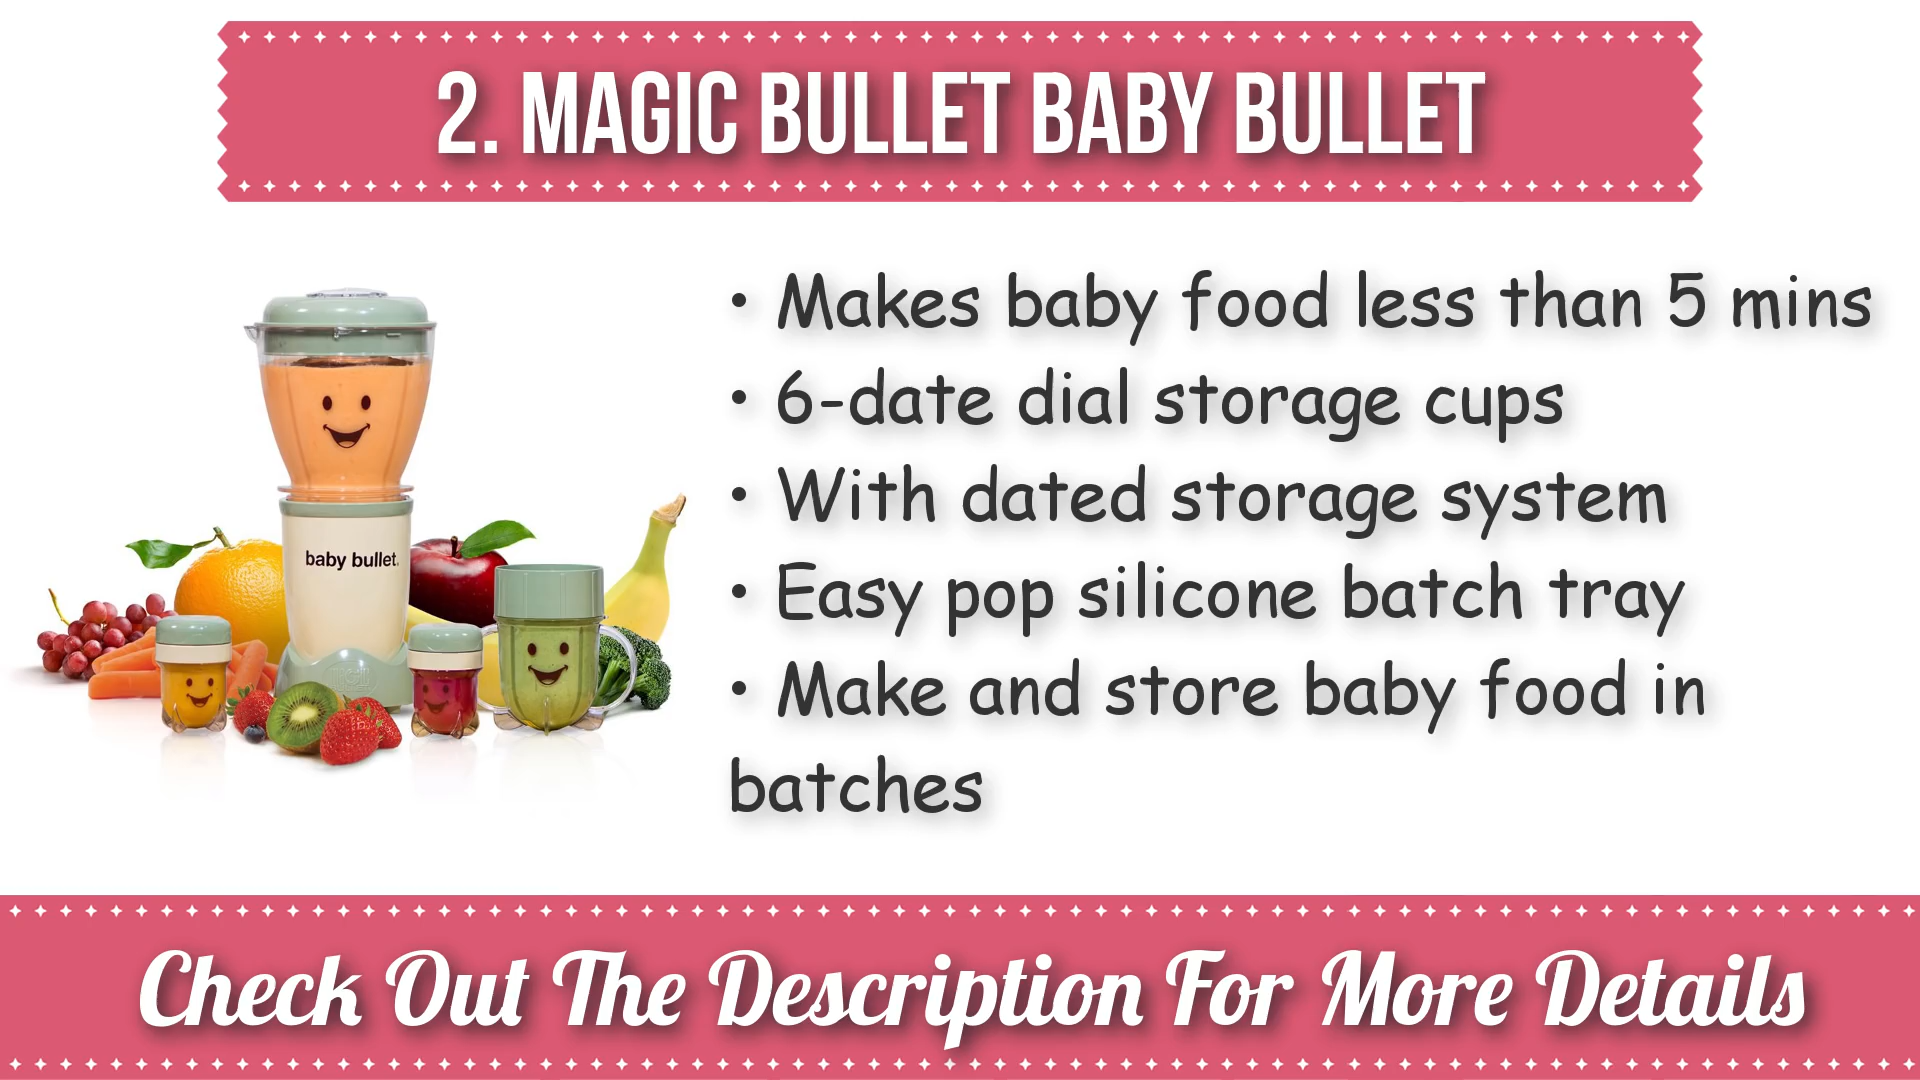 2. MAGIC BULLET BABY BULLET
• Makes baby food less than 5 mins
• 6-date dial storage cups
• With dated storage system
• Easy pop silicone batch tray
• Make and store baby food in
batches
baby bullet.
Check Out The Description For More Details